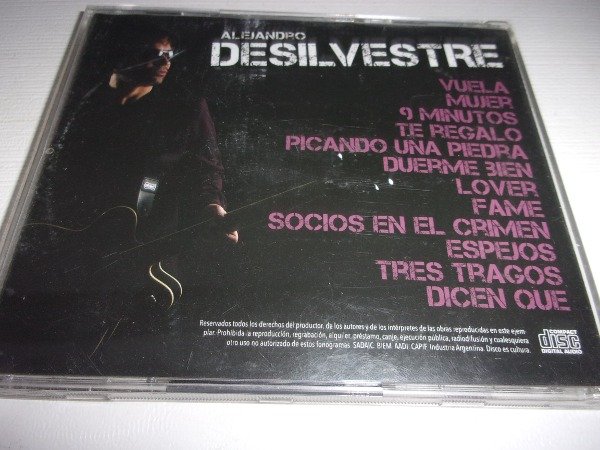 ALEJANDRO
DESILVESTRE
VUELA
MUJER
9 MINUTOS
TE REGALO
PICANDO UNA PIEDRA
DUERME BIEN
LOVER
FAME
SOCIOS EN EL CRIMEN
ESPEJOS
TRES TRAGOS
DICEN QUE
Reservados todos los derechos del productor, de los autores y de los intérpretes de las obras reproducidas en este ejem
plar. Prohibida la reproducción, regrabación, alquiler, préstamo, canje, ejecución pública, radiodifusión y cualesquiera
otro uso no autorizado de estos fonogramas. SADAIC. BIEM. AADI. CAPIF. Industria Argentina. Disco es cultura.
COMPACT
disc
DIGITAL AUDIO